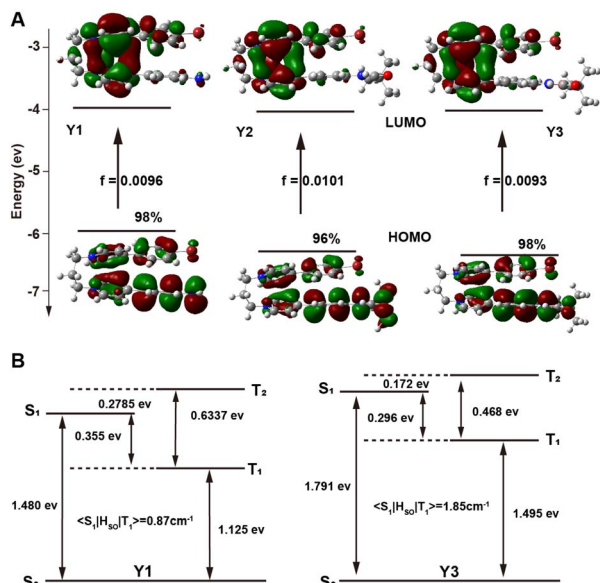 A
Energy (ev)
-3
-4
-5
-6
-7
Y1
Y2
LUMO
Y3
f = 0.0096
f = 0.0101
f = 0.0093
98%
96%
HOMO
98%
B
S1
T2
0.2785 ev
0.6337 ev
0.355 ev
T1
1.480 ev
<S1|HSO|T1>=0.87cm-1
1.125 ev
Y1
S1
T2
0.172 ev
0.296 ev
0.468 ev
T1
1.791 ev
<S1|HSO|T1>=1.85cm-1
1.495 ev
Y3